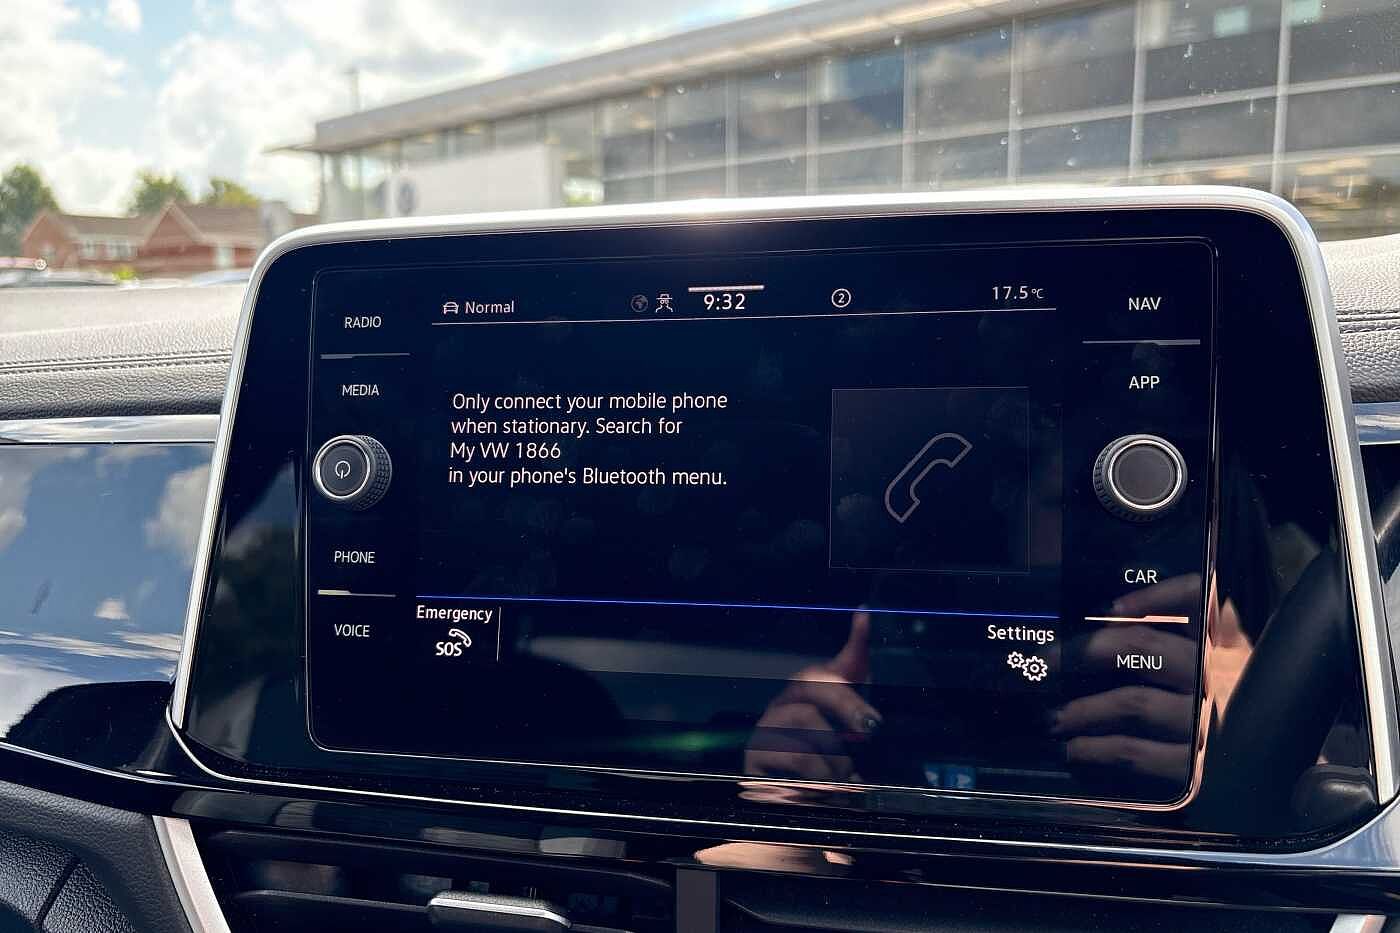 Normal
9:32
2
17.5°C
RADIO
MEDIA
PHONE
VOICE
Only connect your mobile phone
when stationary. Search for
My VW 1866
in your phone's Bluetooth menu.
Emergency
SOS
Settings
NAV
APP
CAR
MENU